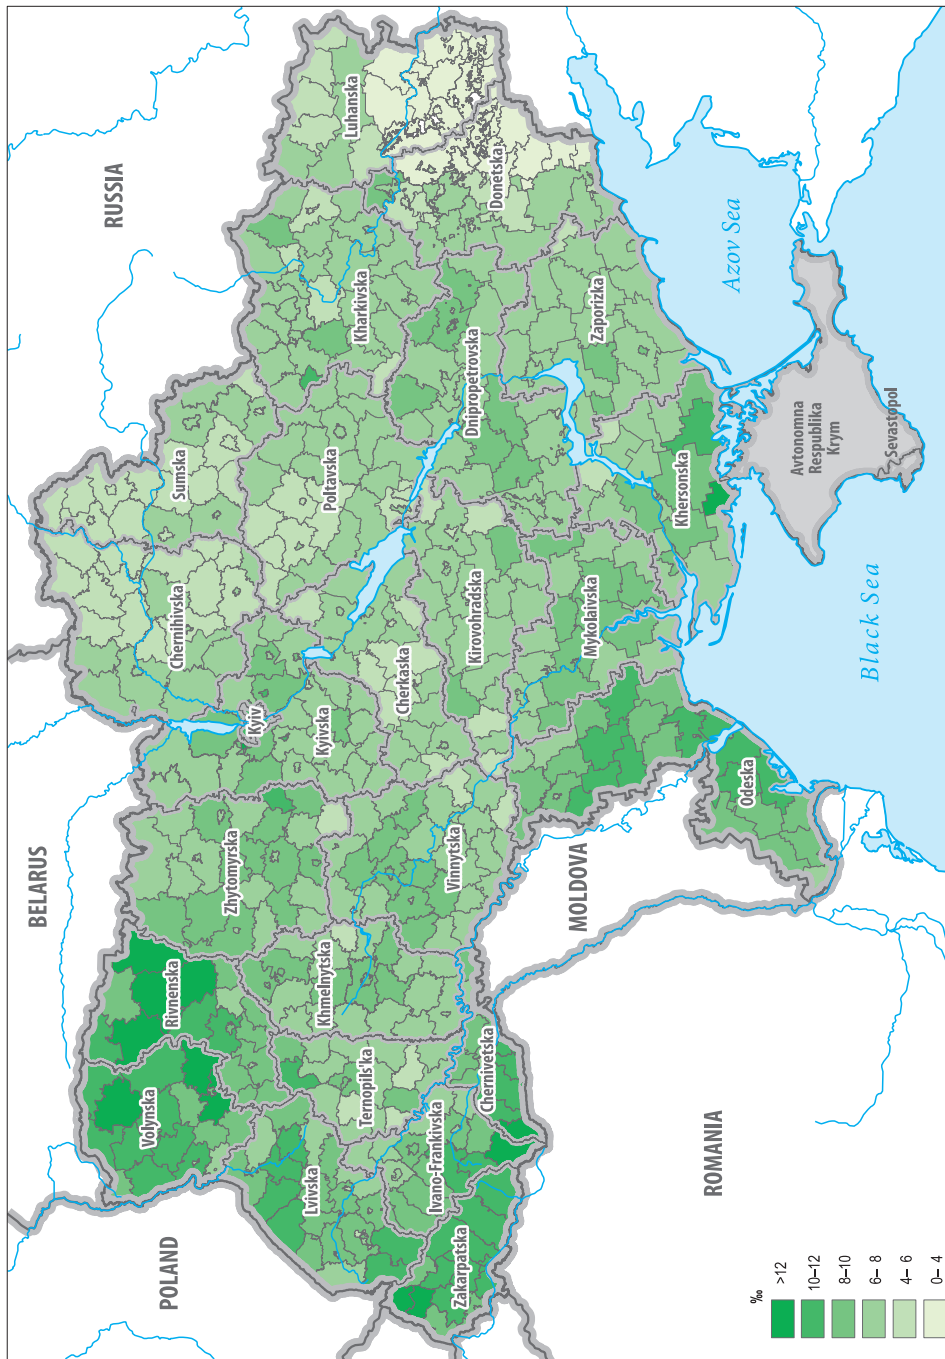 RUSSIA
BELARUS
POLAND
MOLDOVA
ROMANIA
Volynska
Rivnenska
Zhytomyrska
Kyiv
Kyivska
Chernihivska
Sumska
Poltavska
Kharkivska
Luhanska
Donetska
Lvivska
Ternopils'ka
Khmelnytska
Vinnytska
Cherkaska
Kirovohradska
Dnipropetrovska
Zaporizka
Zakarpatska
Ivano-Frankivska
Chernivetska
Odeska
Mykolaivska
Khersonska
Avtonomna
Respublika
Krym
Sevastopol
Azov Sea
Black Sea
‰
>12
10–12
8–10
6– 8
4– 6
0– 4